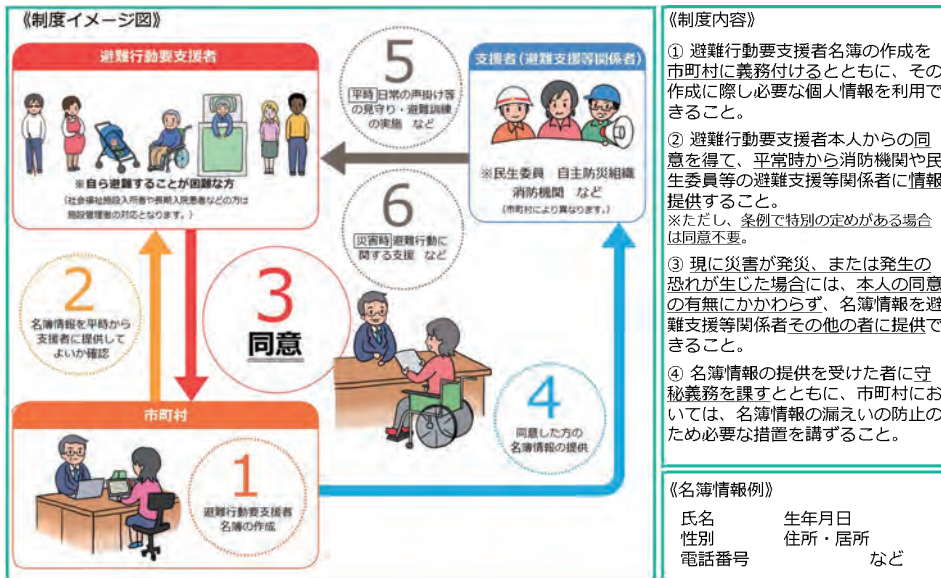 《制度イメージ図》
避難行動要支援者
※自ら避難することが困難な方
(社会福祉施設入所者や長期入院患者などの方は
施設管理者の対応となります。)
5
平時 日常の声掛け等
の見守り・避難訓練
の実施 など
支援者(避難支援等関係者)
※民生委員 自主防災組織
消防機関 など
(市町村により異なります。)
6
災害時 避難行動に
関する支援 など
2
名簿情報を平時から
支援者に提供して
よいか確認
3
同意
4
同意した方の
名簿情報の提供
市町村
1
避難行動要支援者
名簿の作成
《制度内容》
① 避難行動要支援者名簿の作成を
市町村に義務付けるとともに、その
作成に際し必要な個人情報を利用で
きること。
② 避難行動要支援者本人からの同
意を得て、平常時から消防機関や民
生委員等の避難支援等関係者に情報
提供すること。
※ただし、条例で特別の定めがある場合
は同意不要。
③ 現に災害が発災、または発生の
恐れが生じた場合には、本人の同意
の有無にかかわらず、名簿情報を避
難支援等関係者その他の者に提供で
きること。
④ 名簿情報の提供を受けた者に守
秘義務を課すとともに、市町村にお
いては、名簿情報の漏えいの防止の
ため必要な措置を講ずること。
《名簿情報例》
氏名 生年月日
性別 住所・居所
電話番号 など